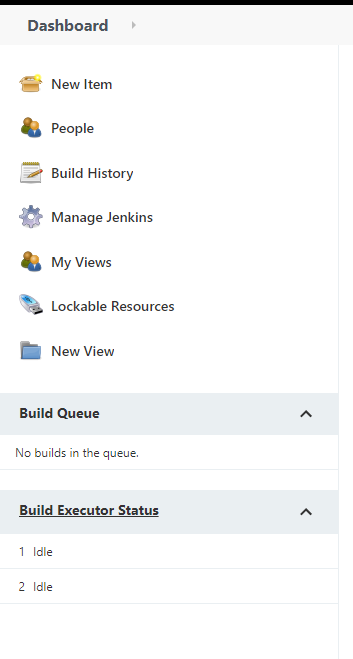 Dashboard
New Item
People
Build History
Manage Jenkins
My Views
Lockable Resources
New View
Build Queue
No builds in the queue.
Build Executor Status
1 Idle
2 Idle